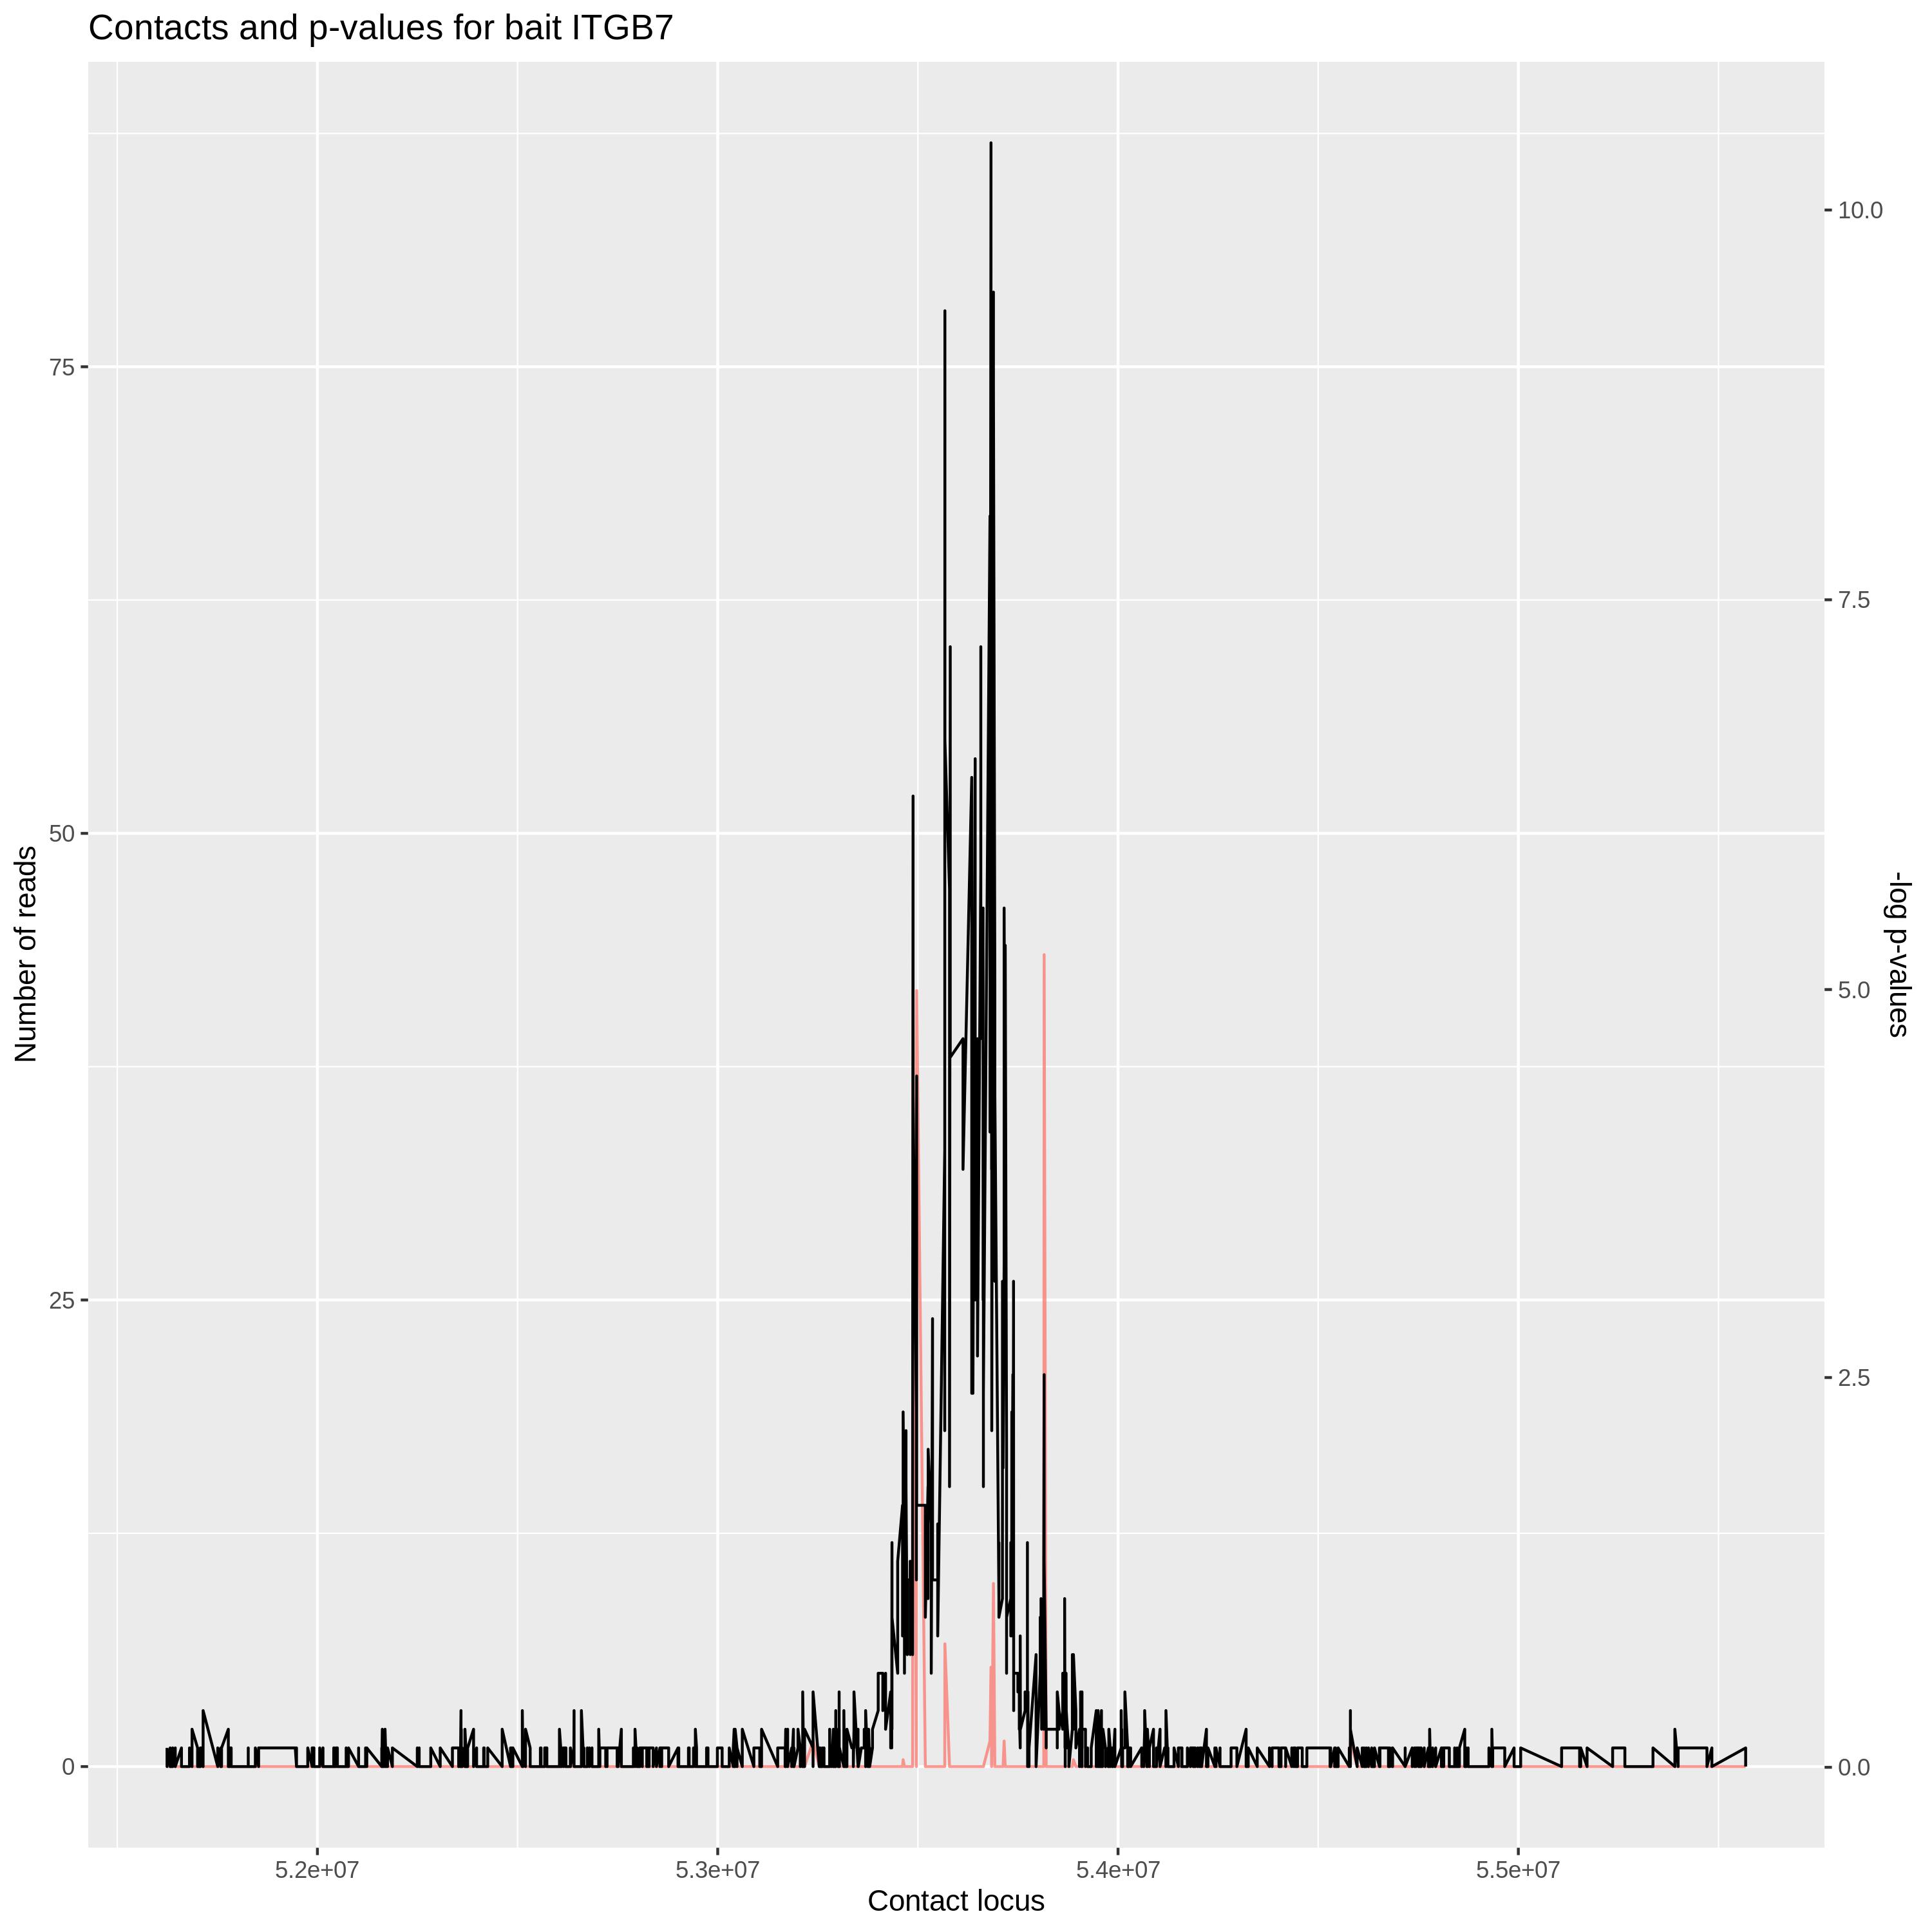 Contacts and p-values for bait ITGB7
Number of reads
75
50
25
0
10.0
7.5
5.0
2.5
0.0
-log p-values
5.2e+07
5.3e+07
5.4e+07
5.5e+07
Contact locus